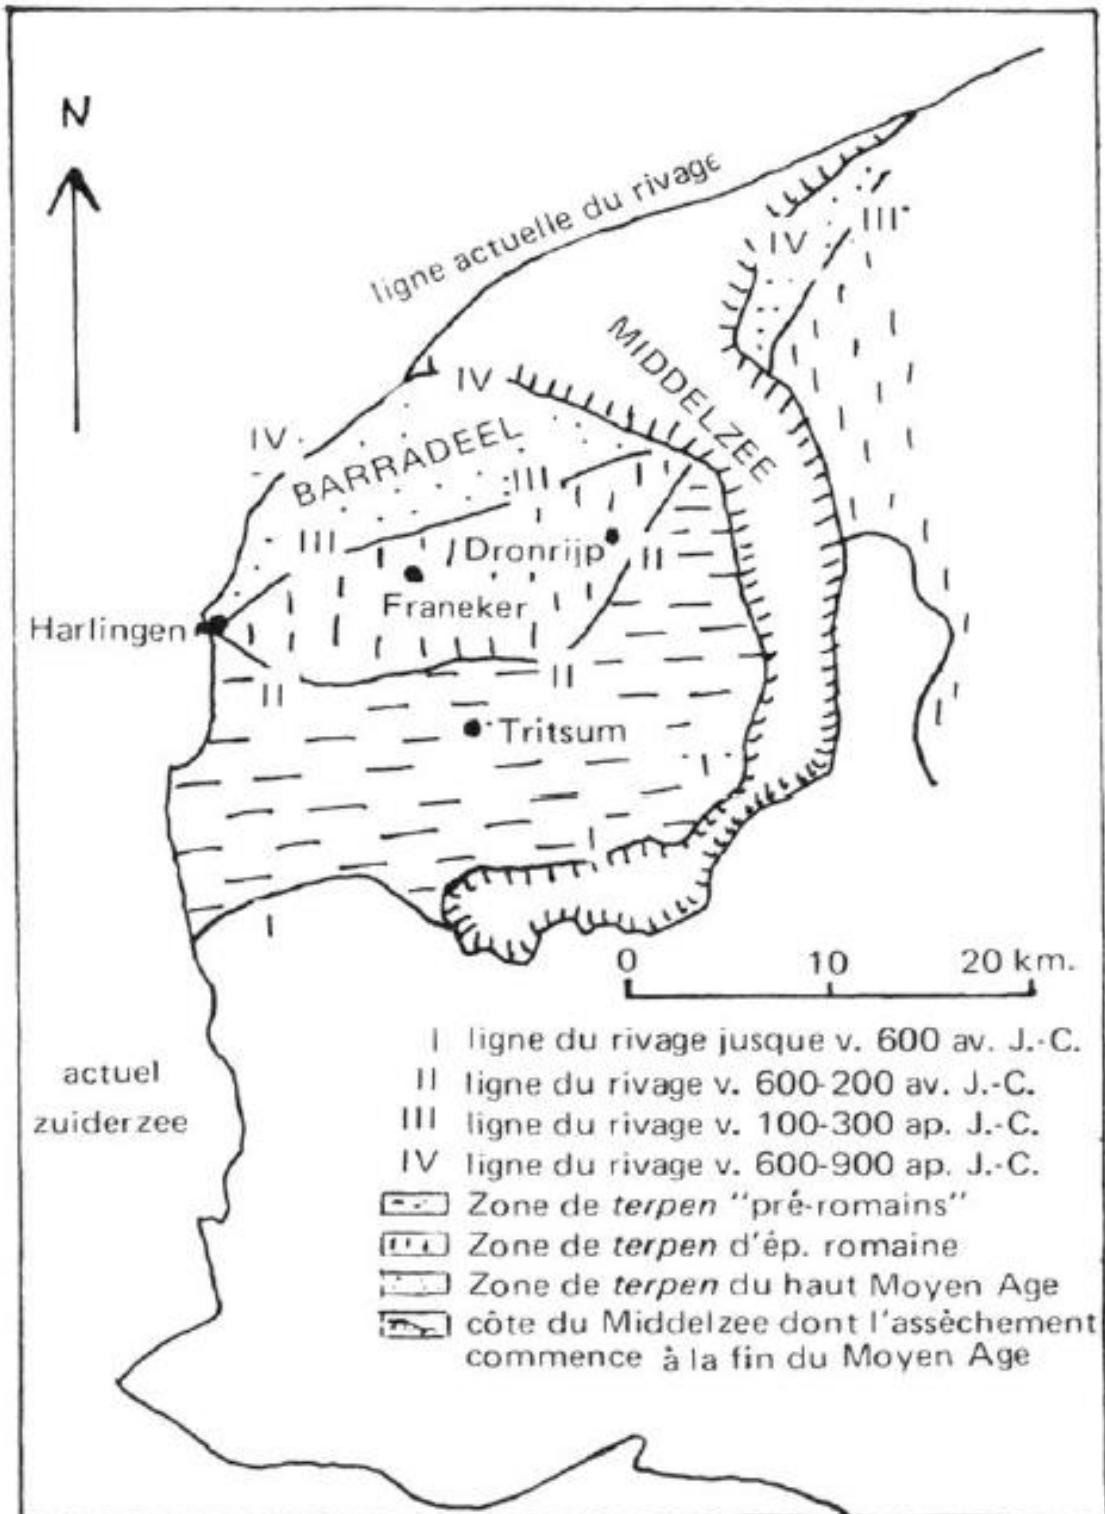 N
ligne actuelle du rivage
III
IV
MIDDELZEE
IV
IV
BARRADEEL
III
III
Dronrijp
II
Franeker
Harlingen
II
II
Tritsum
I
I
I
0 10 20 km.
actuel
zuiderzee
I ligne du rivage jusque v. 600 av. J.-C.
II ligne du rivage v. 600-200 av. J.-C.
III ligne du rivage v. 100-300 ap. J.-C.
IV ligne du rivage v. 600-900 ap. J.-C.
Zone de terpen "pré-romains"
Zone de terpen d'ép. romaine
Zone de terpen du haut Moyen Age
côte du Middelzee dont l'assèchement
commence à la fin du Moyen Age